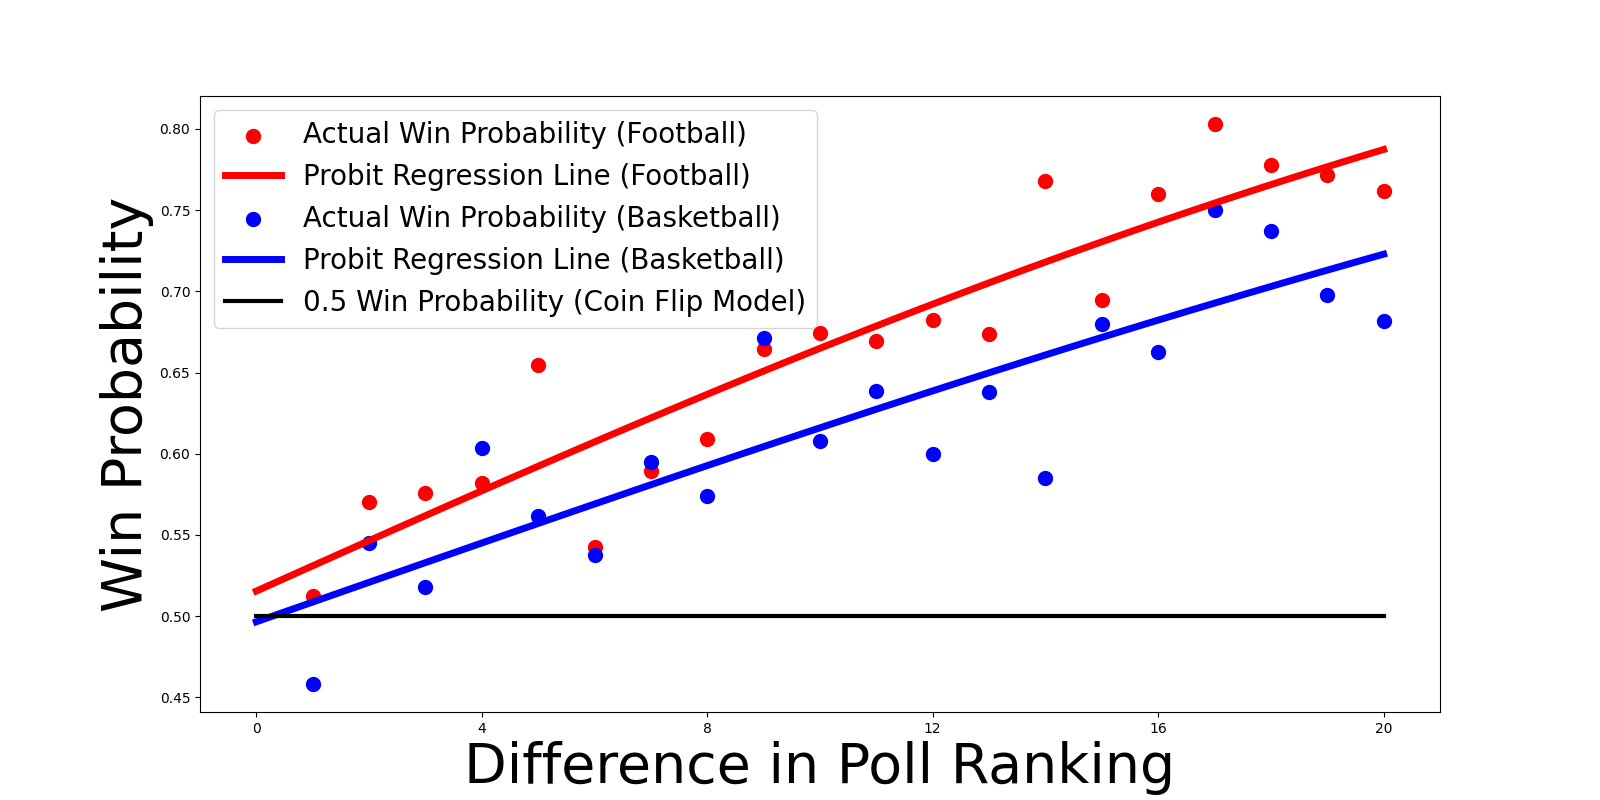 Actual Win Probability (Football)
Probit Regression Line (Football)
Actual Win Probability (Basketball)
Probit Regression Line (Basketball)
0.5 Win Probability (Coin Flip Model)
Win Probability
0.80
0.75
0.70
0.65
0.60
0.55
0.50
0.45
0 4 8 12 16 20
Difference in Poll Ranking